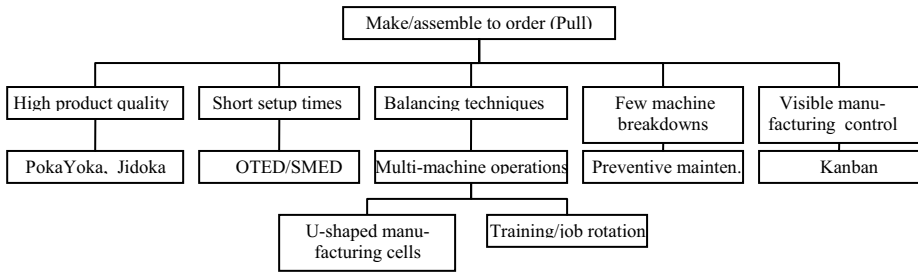 Make/assemble to order (Pull)
High product quality
Short setup times
Balancing techniques
Few machine
breakdowns
Visible manu-
facturing control
PokaYoka, Jidoka
OTED/SMED
Multi-machine operations
Preventive mainten.
Kanban
U-shaped manu-
facturing cells
Training/job rotation